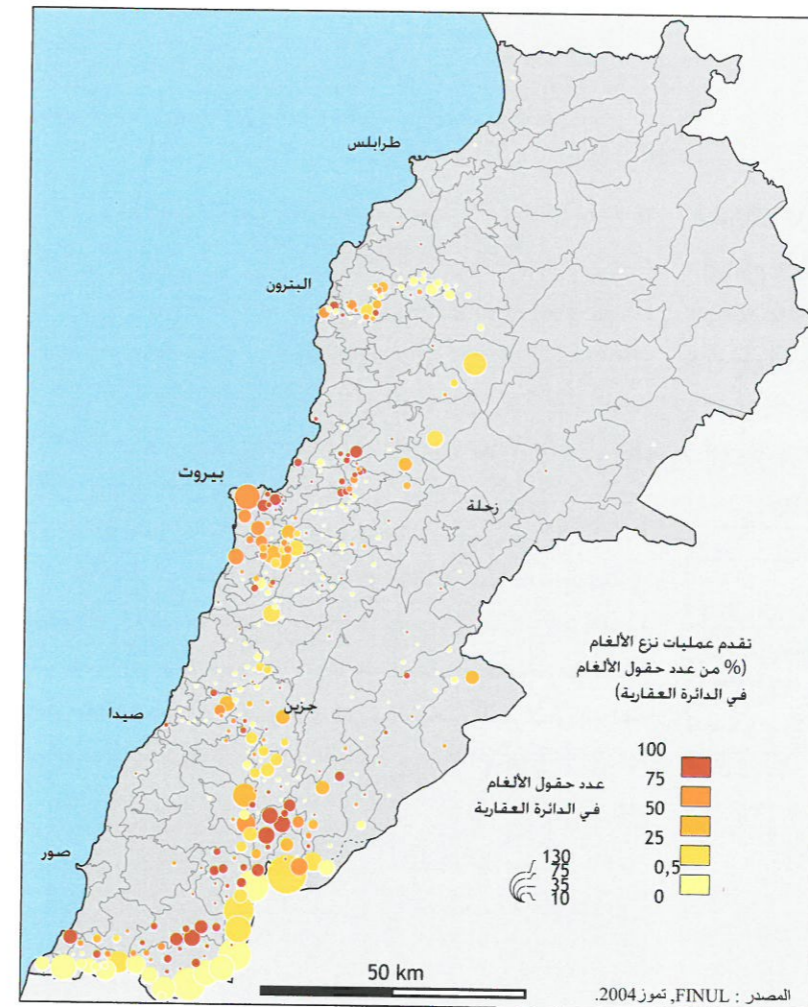 طرابلس
البترون
بيروت
زحلة
صيدا
جزين
صور
تقدم عمليات نزع الألغام
(% من عدد حقول الألغام
في الدائرة العقارية)
100
75
50
25
0,5
0
عدد حقول الألغام
في الدائرة العقارية
130
75
35
10
50 km
المصدر : FINUL, تموز 2004.